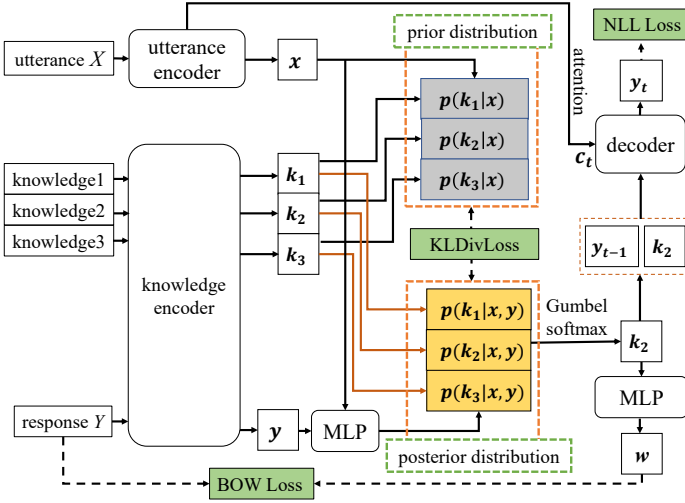 NLL Loss
prior distribution
utterance X
utterance
encoder
x
attention
y_t
p(k_1|x)
p(k_2|x)
p(k_3|x)
c_t
decoder
knowledge1
knowledge2
knowledge3
k_1
k_2
k_3
knowledge
encoder
KLDivLoss
y_{t-1}
k_2
p(k_1|x, y)
p(k_2|x, y)
p(k_3|x, y)
Gumbel
softmax
k_2
response Y
y
MLP
MLP
posterior distribution
w
BOW Loss